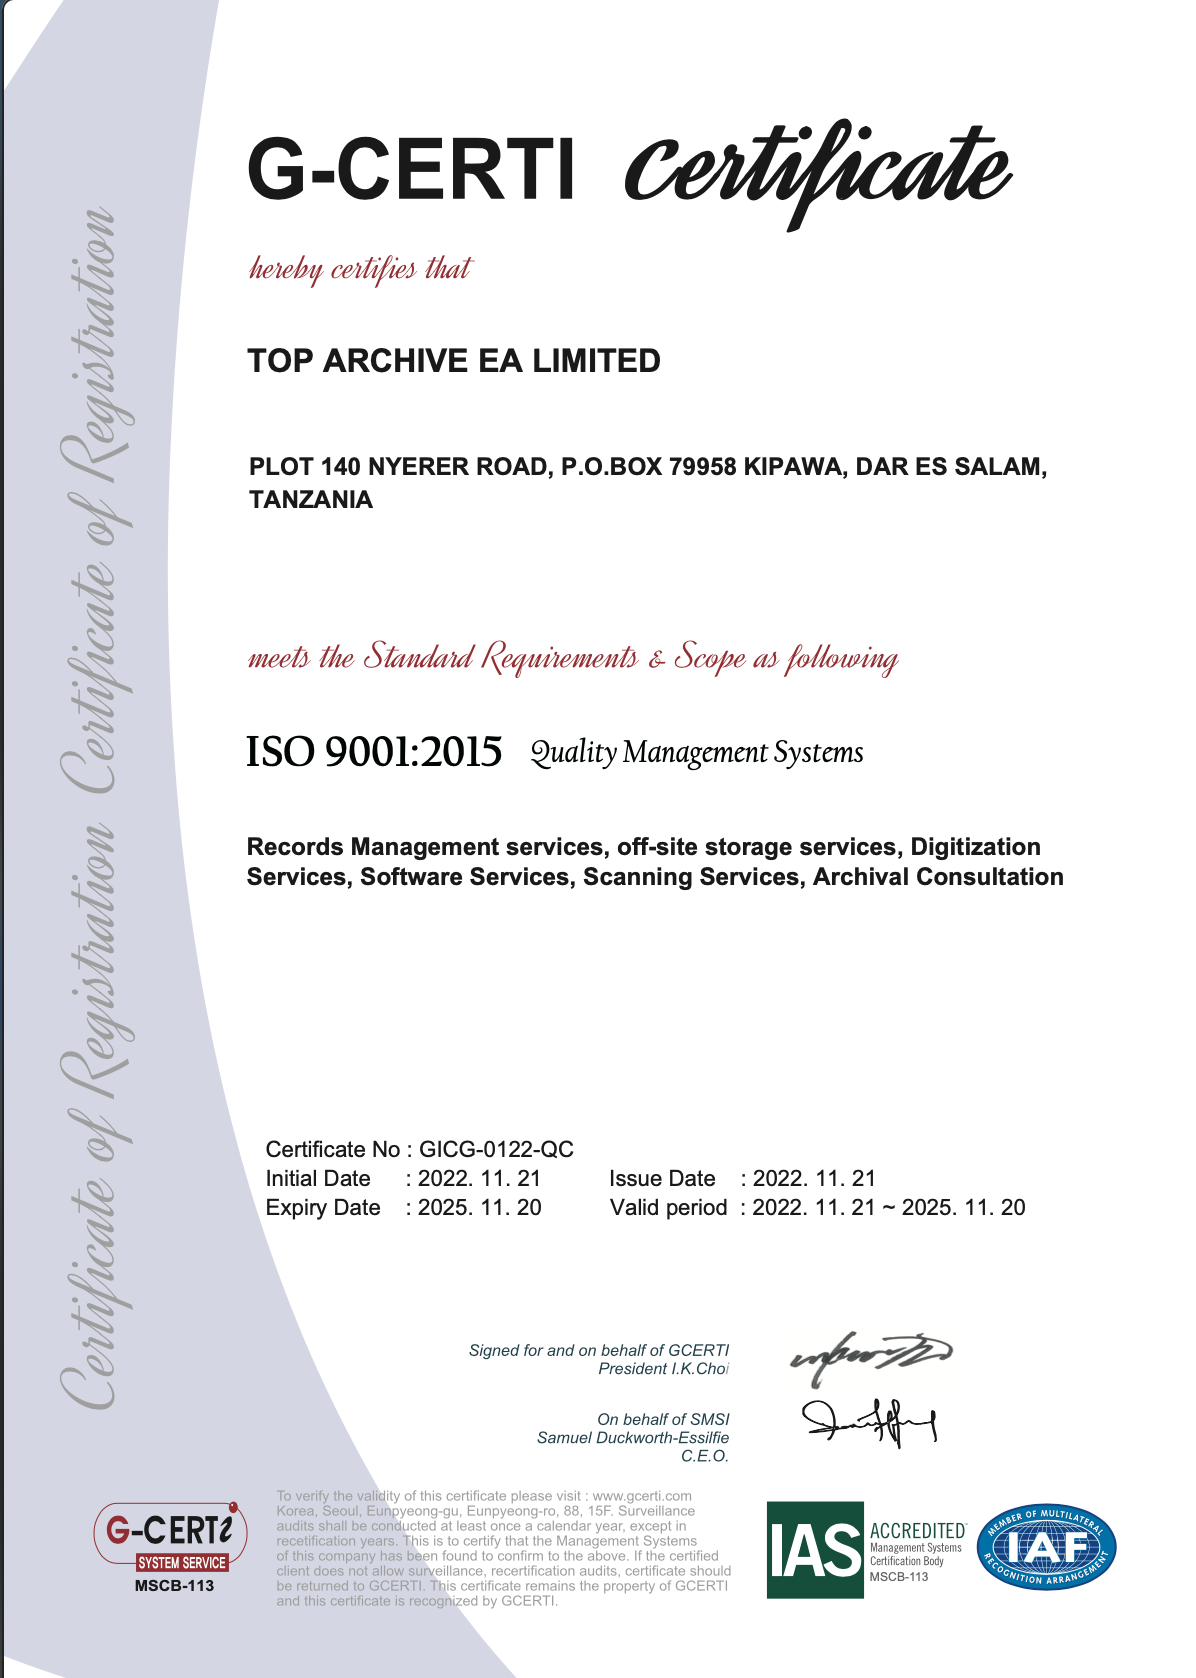 Certificate of Registration Certificate of Registration
G-CERTI Certificate
hereby certifies that
TOP ARCHIVE EA LIMITED
PLOT 140 NYERER ROAD, P.O.BOX 79958 KIPAWA, DAR ES SALAM,
TANZANIA
meets the Standard Requirements & Scope as following
ISO 9001:2015 Quality Management Systems
Records Management services, off-site storage services, Digitization
Services, Software Services, Scanning Services, Archival Consultation
Certificate No : GICG-0122-QC
Initial Date : 2022. 11. 21 Issue Date : 2022. 11. 21
Expiry Date : 2025. 11. 20 Valid period : 2022. 11. 21 ~ 2025. 11. 20
Signed for and on behalf of GCERTI
President I.K.Choi
On behalf of SMSI
Samuel Duckworth-Essilfie
C.E.O.
G-CERTi
SYSTEM SERVICE
MSCB-113
To verify the validity of this certificate please visit : www.gcerti.com
Korea, Seoul, Eunpyeong-gu, Eunpyeong-ro, 88, 15F. Surveillance
audits shall be conducted at least once a calendar year, except in
recetification years. This is to certify that the Management Systems
of this company has been found to confirm to the above. If the certified
client does not allow surveillance, recertification audits, certificate should
be returned to GCERTI. This certificate remains the property of GCERTI
and this certificate is recognized by GCERTI.
IAS
ACCREDITED
Management Systems
Certification Body
MSCB-113
MEMBER OF MULTILATERAL
IAF
RECOGNITION ARRANGEMENT